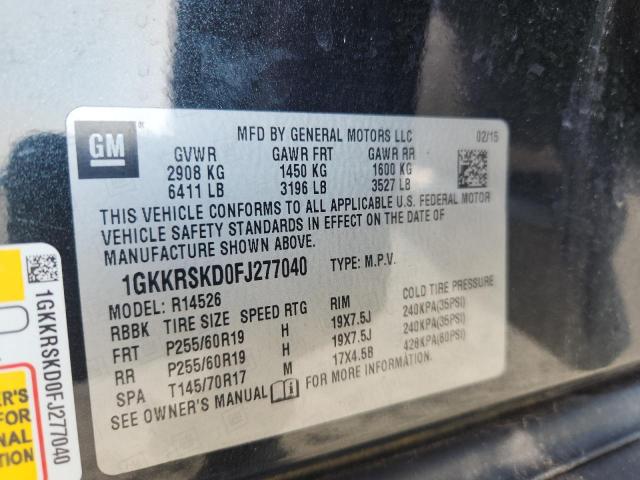 GM
MFD BY GENERAL MOTORS LLC 02/15
GVWR GAWR FRT GAWR RR
2908 KG 1450 KG 1600 KG
6411 LB 3196 LB 3527 LB
THIS VEHICLE CONFORMS TO ALL APPLICABLE U.S. FEDERAL MOTOR
VEHICLE SAFETY STANDARDS IN EFFECT ON THE DATE OF
MANUFACTURE SHOWN ABOVE.
1GKKRSKD0FJ277040 TYPE: M.P.V.
MODEL: R14526
RBBK TIRE SIZE SPEED RTG RIM COLD TIRE PRESSURE
FRT P255/60R19 H 19X7.5J 240KPA(35PSI)
RR P255/60R19 H 19X7.5J 240KPA(35PSI)
SPA T145/70R17 M 17X4.5B 420KPA(60PSI)
SEE OWNER'S MANUAL FOR MORE INFORMATION.
1GKKRSKD0FJ277040
OWNER'S
FOR
ONAL
TION